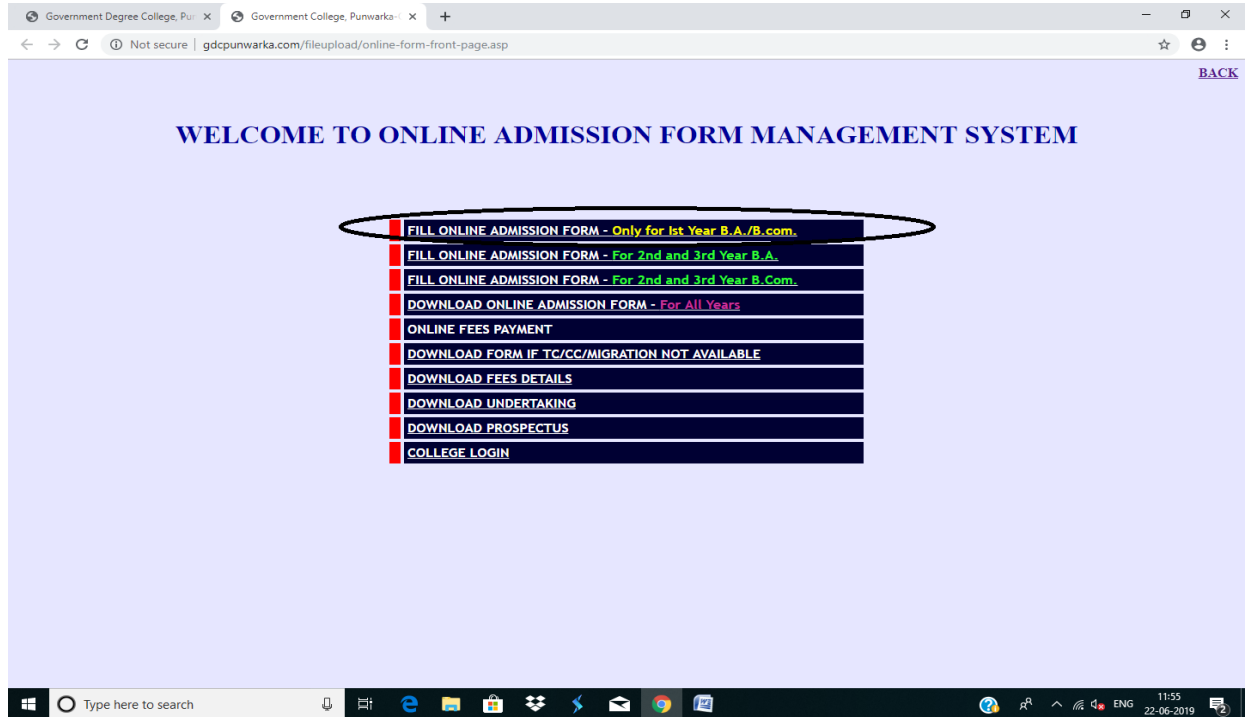 Government Degree College, Pur
Government College, Punwarka-
Not secure | gdcpunwarka.com/fileupload/online-form-front-page.asp
BACK
WELCOME TO ONLINE ADMISSION FORM MANAGEMENT SYSTEM
FILL ONLINE ADMISSION FORM - Only for Ist Year B.A./B.com.
FILL ONLINE ADMISSION FORM - For 2nd and 3rd Year B.A.
FILL ONLINE ADMISSION FORM - For 2nd and 3rd Year B.Com.
DOWNLOAD ONLINE ADMISSION FORM - For All Years
ONLINE FEES PAYMENT
DOWNLOAD FORM IF TC/CC/MIGRATION NOT AVAILABLE
DOWNLOAD FEES DETAILS
DOWNLOAD UNDERTAKING
DOWNLOAD PROSPECTUS
COLLEGE LOGIN
Type here to search
ENG
11:55
22-06-2019
2